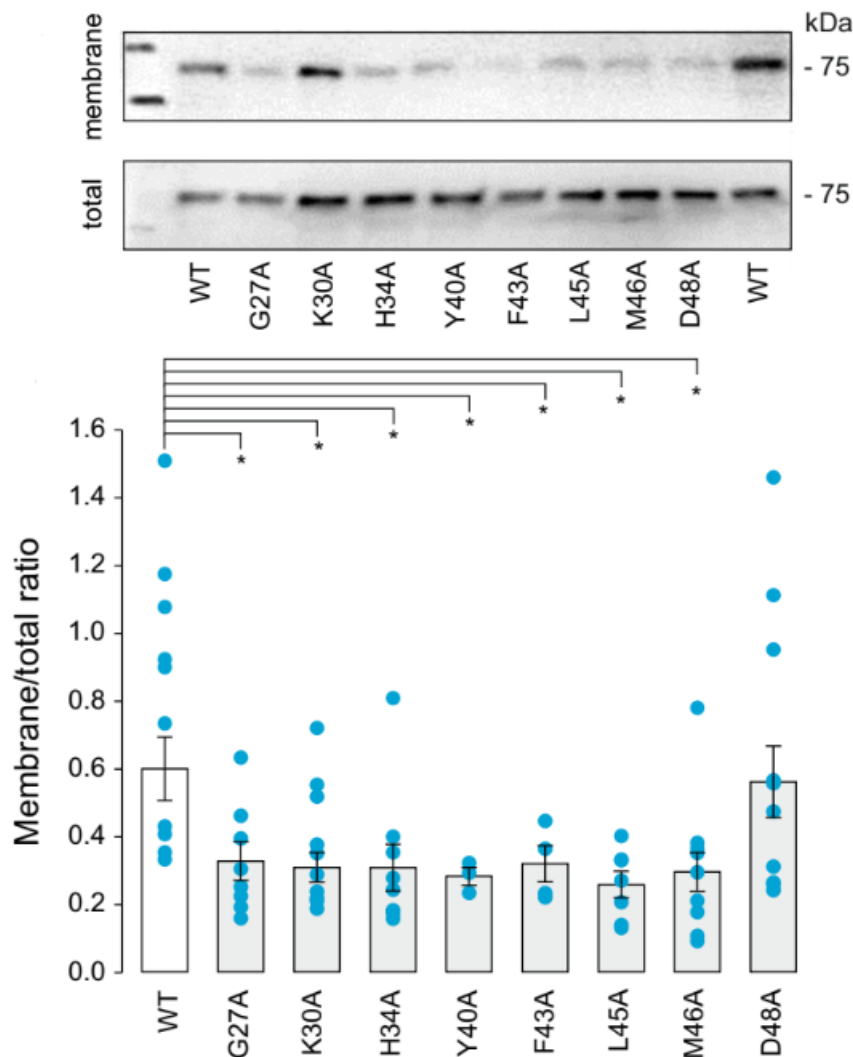 kDa
membrane
- 75
total
- 75
WT G27A K30A H34A Y40A F43A L45A M46A D48A WT
* * * * * * *
Membrane/total ratio
1.6
1.4
1.2
1.0
0.8
0.6
0.4
0.2
0.0
WT G27A K30A H34A Y40A F43A L45A M46A D48A